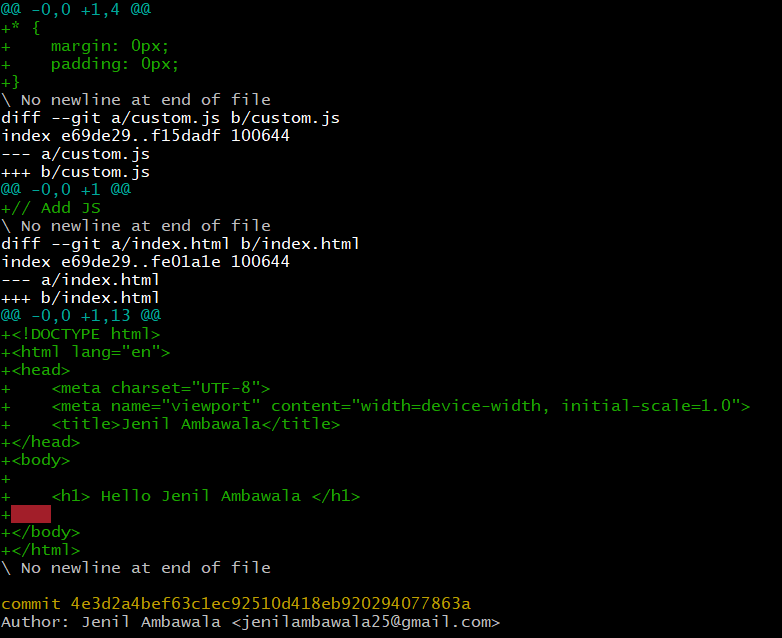 @@ -0,0 +1,4 @@
+* {
+    margin: 0px;
+    padding: 0px;
+}
\ No newline at end of file
diff --git a/custom.js b/custom.js
index e69de29..f15dadf 100644
--- a/custom.js
+++ b/custom.js
@@ -0,0 +1 @@
+// Add JS
\ No newline at end of file
diff --git a/index.html b/index.html
index e69de29..fe01a1e 100644
--- a/index.html
+++ b/index.html
@@ -0,0 +1,13 @@
+<!DOCTYPE html>
+<html lang="en">
+<head>
+    <meta charset="UTF-8">
+    <meta name="viewport" content="width=device-width, initial-scale=1.0">
+    <title>Jenil Ambawala</title>
+</head>
+<body>
+
+    <h1> Hello Jenil Ambawala </h1>
+
+</body>
+</html>
\ No newline at end of file
commit 4e3d2a4bef63c1ec92510d418eb920294077863a
Author: Jenil Ambawala <jenilambawala25@gmail.com>